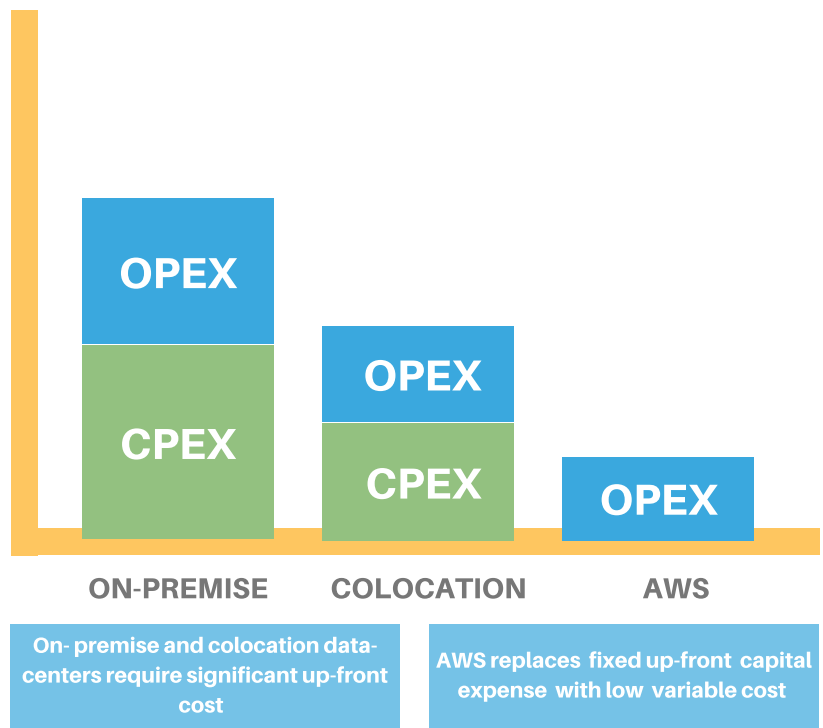 OPEX
CPEX
OPEX
CPEX
OPEX
ON-PREMISE
COLOCATION
AWS
On- premise and colocation data-
centers require significant up-front
cost
AWS replaces fixed up-front capital
expense with low variable cost